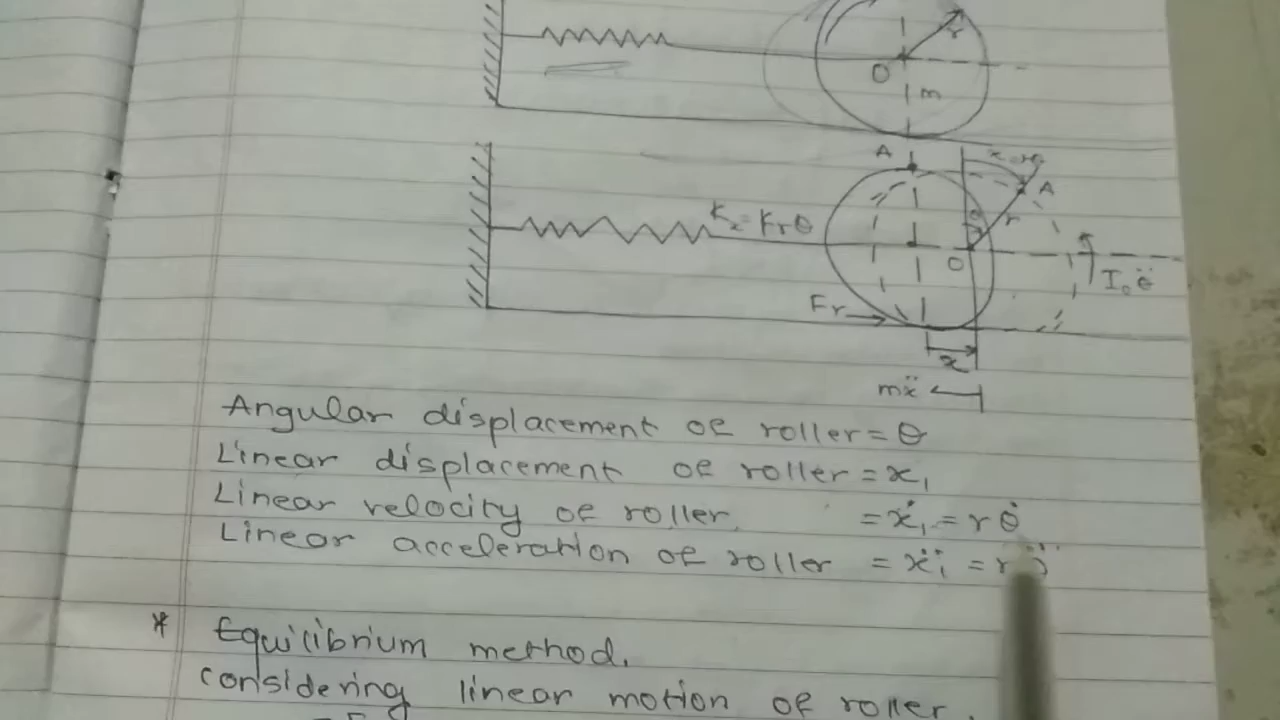 r
O
m
A
A
Kx = Krθ
θ
r
O
I₀θ̈
Fr
x
mẍ
Angular displacement of roller = θ
Linear displacement of roller = x₁
Linear velocity of roller. = ẋ₁ = rθ̇
Linear acceleration of roller = ẍ₁ =
* Equilibrium method.
considering linear motion of roller.